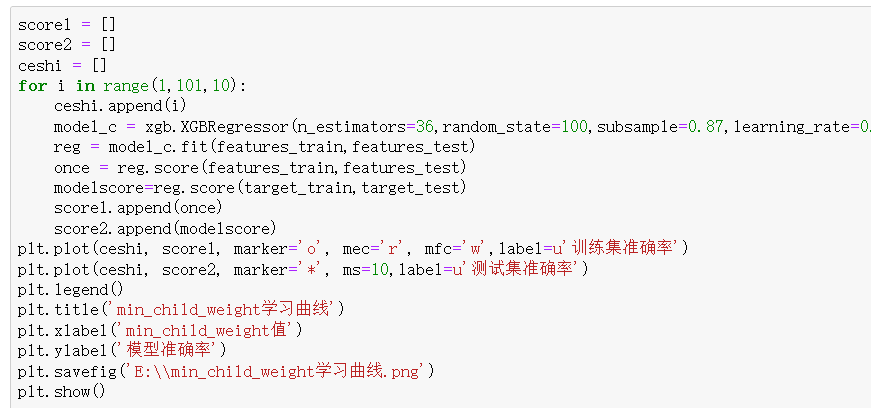 score1 = []
score2 = []
ceshi = []
for i in range(1,101,10):
    ceshi.append(i)
    model_c = xgb.XGBRegressor(n_estimators=36,random_state=100,subsample=0.87,learning_rate=0.
    reg = model_c.fit(features_train,features_test)
    once = reg.score(features_train,features_test)
    modelscore=reg.score(target_train,target_test)
    score1.append(once)
    score2.append(modelscore)
plt.plot(ceshi, score1, marker='o', mec='r', mfc='w',label=u'训练集准确率')
plt.plot(ceshi, score2, marker='*', ms=10,label=u'测试集准确率')
plt.legend()
plt.title('min_child_weight学习曲线')
plt.xlabel('min_child_weight值')
plt.ylabel('模型准确率')
plt.savefig('E:\\min_child_weight学习曲线.png')
plt.show()